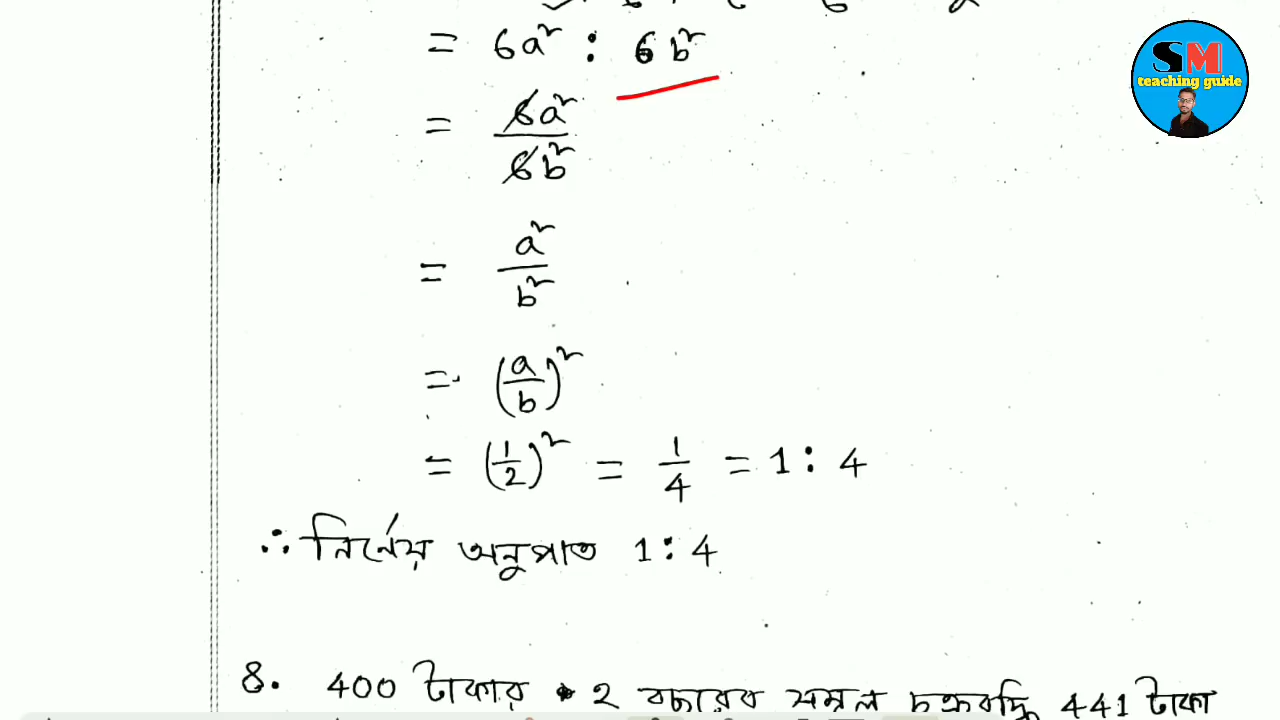 = 6a² : 6b²
SM
teaching guide
= 6a²/6b²
= a²/b²
= (a/b)²
= (1/2)² = 1/4 = 1 : 4
∴ নির্নেয় অনুপাত 1 : 4
8. 400 টাকার 2 বছরের সমূল চক্রবৃদ্ধি 441 টাকা